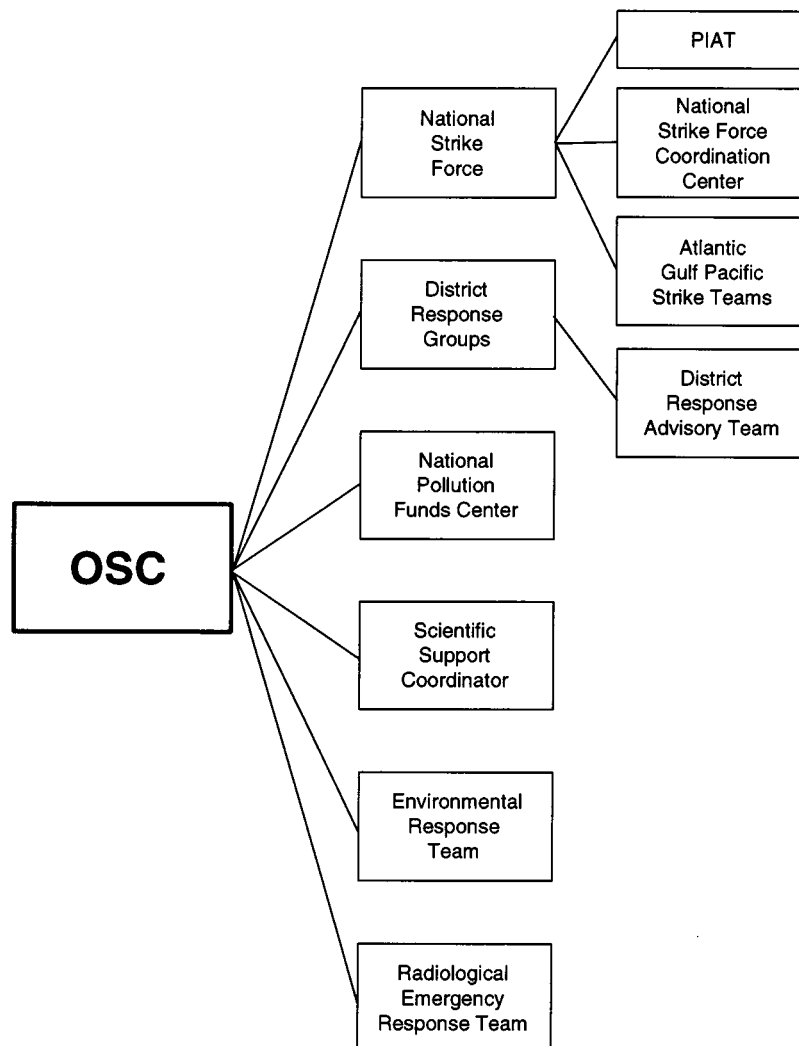 OSC
National
Strike
Force
PIAT
National
Strike Force
Coordination
Center
Atlantic
Gulf Pacific
Strike Teams
District
Response
Groups
District
Response
Advisory Team
National
Pollution
Funds Center
Scientific
Support
Coordinator
Environmental
Response
Team
Radiological
Emergency
Response Team